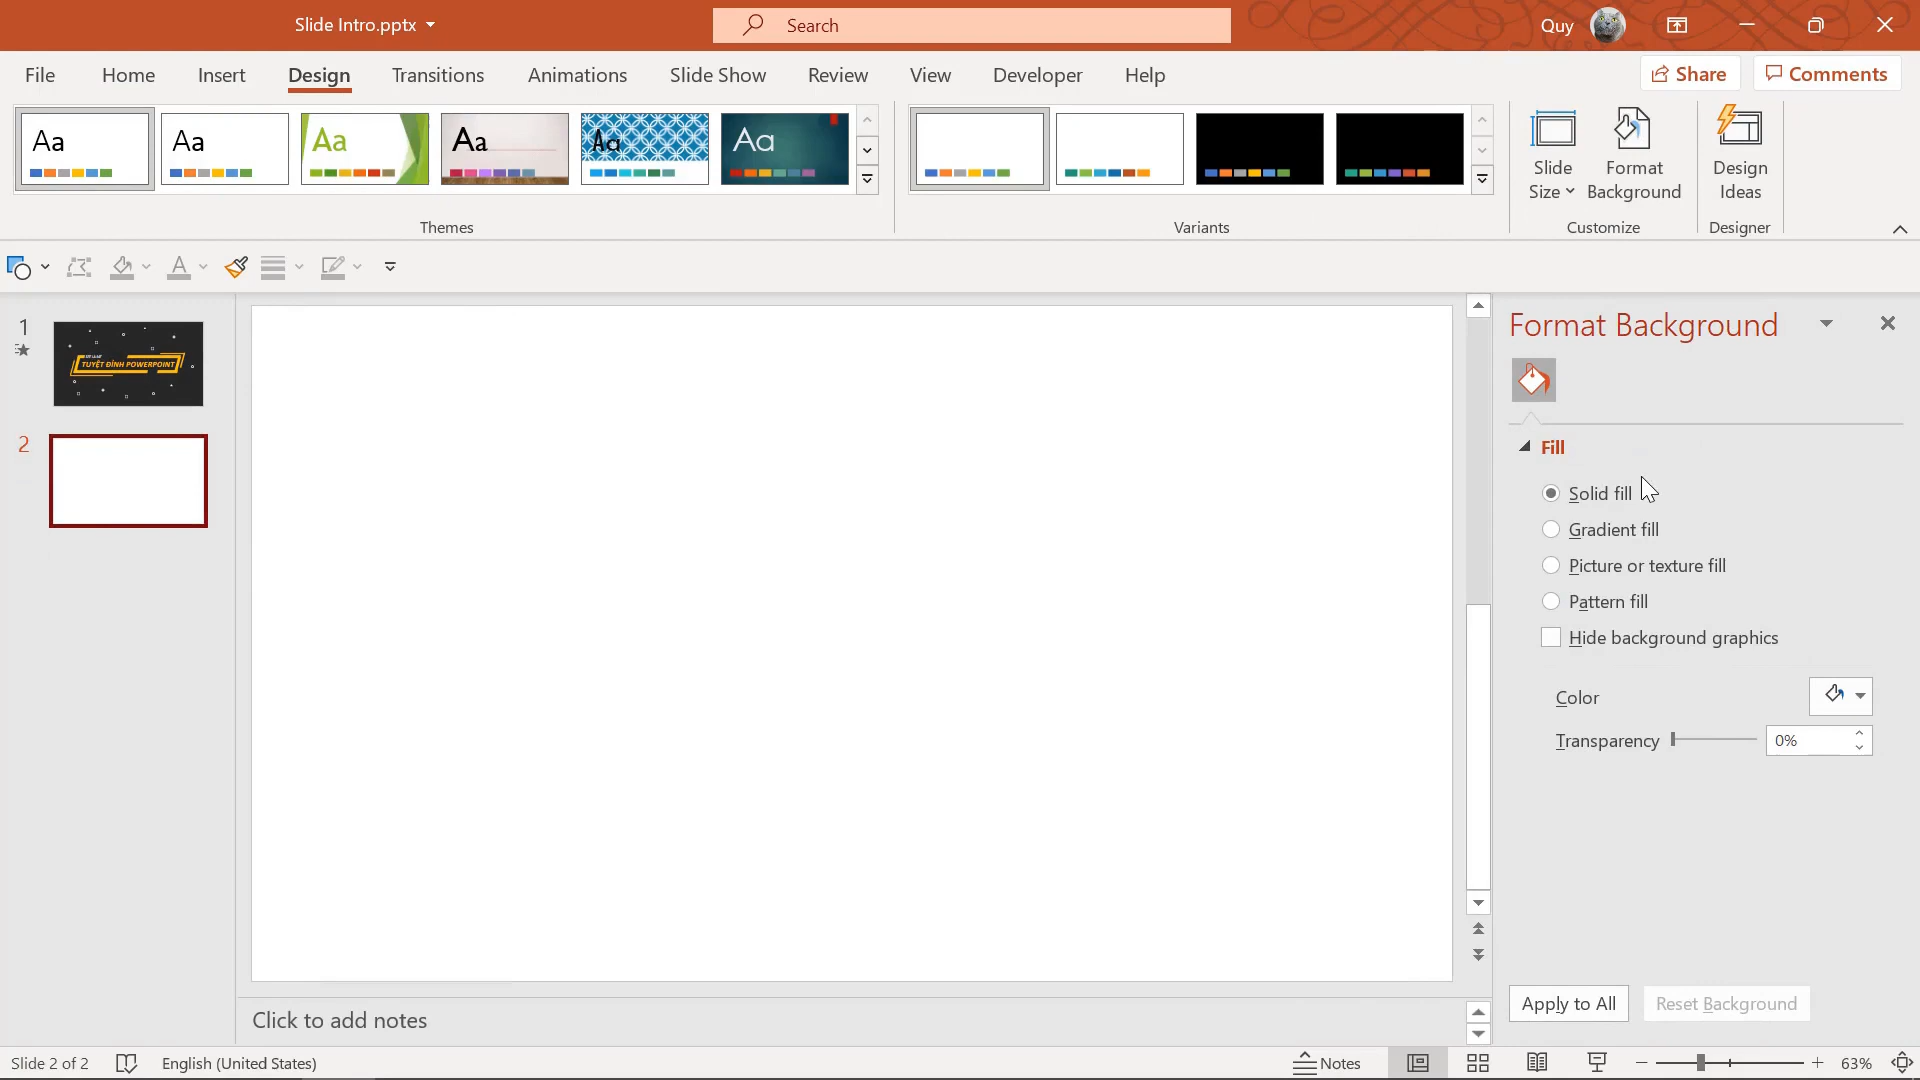 Slide Intro.pptx
Search
Quy
File Home Insert Design Transitions Animations Slide Show Review View Developer Help
Share Comments
Aa Aa Aa Aa Aa Aa
Slide Size
Format Background
Design Ideas
Themes Variants Customize Designer
A
1
TUYỆT ĐỈNH POWERPOINT
2
Format Background
Fill
Solid fill
Gradient fill
Picture or texture fill
Pattern fill
Hide background graphics
Color
Transparency 0%
Apply to All Reset Background
Click to add notes
Slide 2 of 2 English (United States) Notes 63%